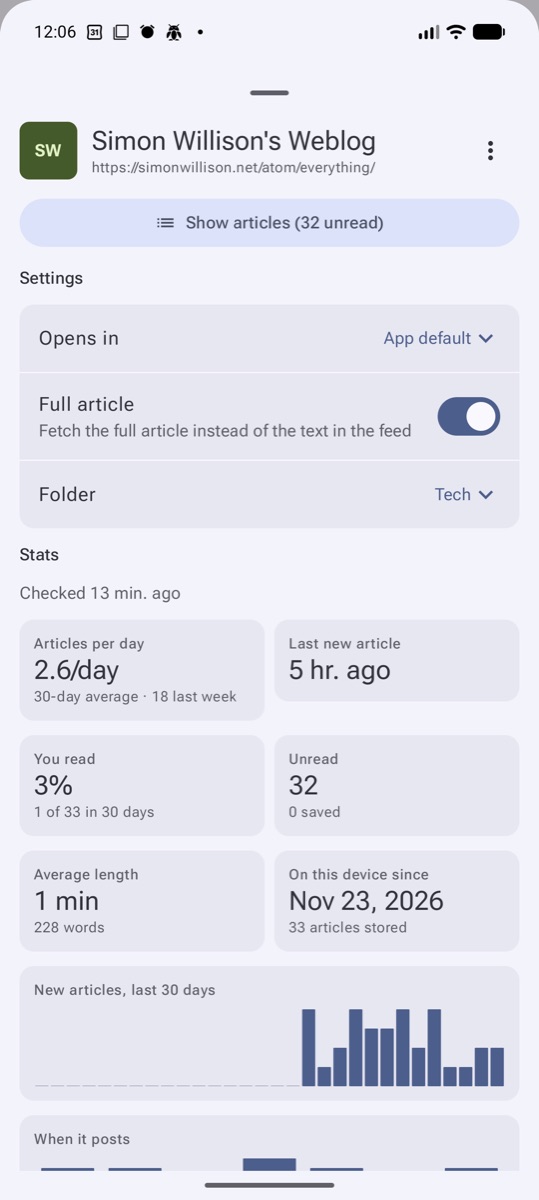 12:06
31
SW
Simon Willison's Weblog
https://simonwillison.net/atom/everything/
Show articles (32 unread)
Settings
Opens in
App default
Full article
Fetch the full article instead of the text in the feed
Folder
Tech
Stats
Checked 13 min. ago
Articles per day
2.6/day
30-day average · 18 last week
Last new article
5 hr. ago
You read
3%
1 of 33 in 30 days
Unread
32
0 saved
Average length
1 min
228 words
On this device since
Nov 23, 2026
33 articles stored
New articles, last 30 days
When it posts